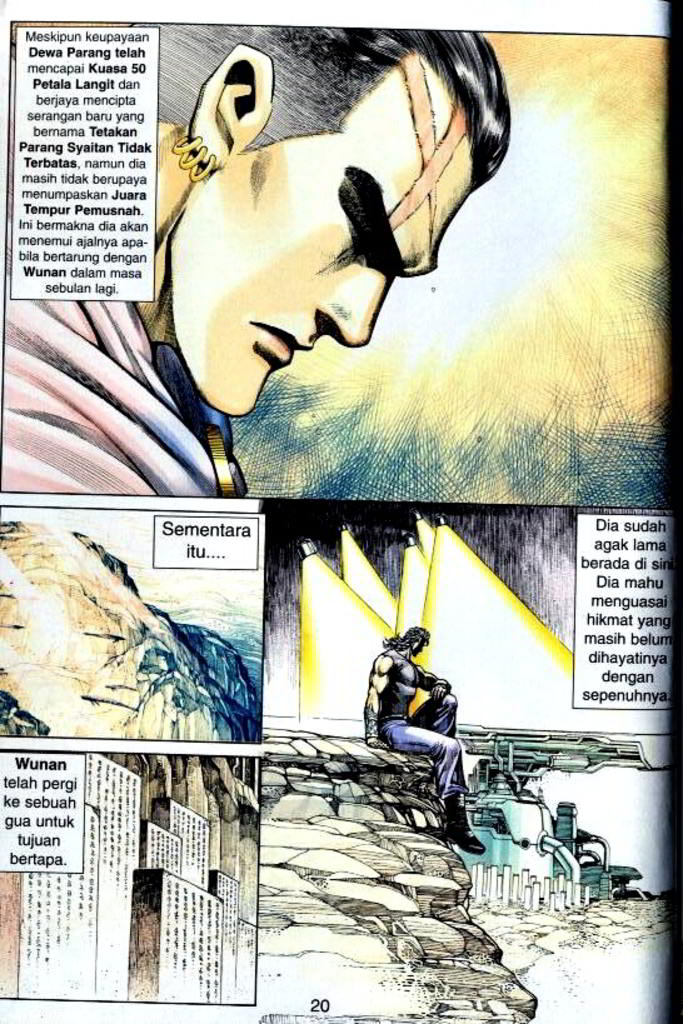 Meskipun keupayaan
Dewa Parang telah
mencapai Kuasa 50
Petala Langit dan
berjaya mencipta
serangan baru yang
bernama Tetakan
Parang Syaitan Tidak
Terbatas, namun dia
masih tidak berupaya
menumpaskan Juara
Tempur Pemusnah.
Ini bermakna dia akan
menemui ajalnya apa-
bila bertarung dengan
Wunan dalam masa
sebulan lagi.
Sementara
itu....
Dia sudah
agak lama
berada di sini.
Dia mahu
menguasai
hikmat yang
masih belum
dihayatinya
dengan
sepenuhnya.
Wunan
telah pergi
ke sebuah
gua untuk
tujuan
bertapa.
20